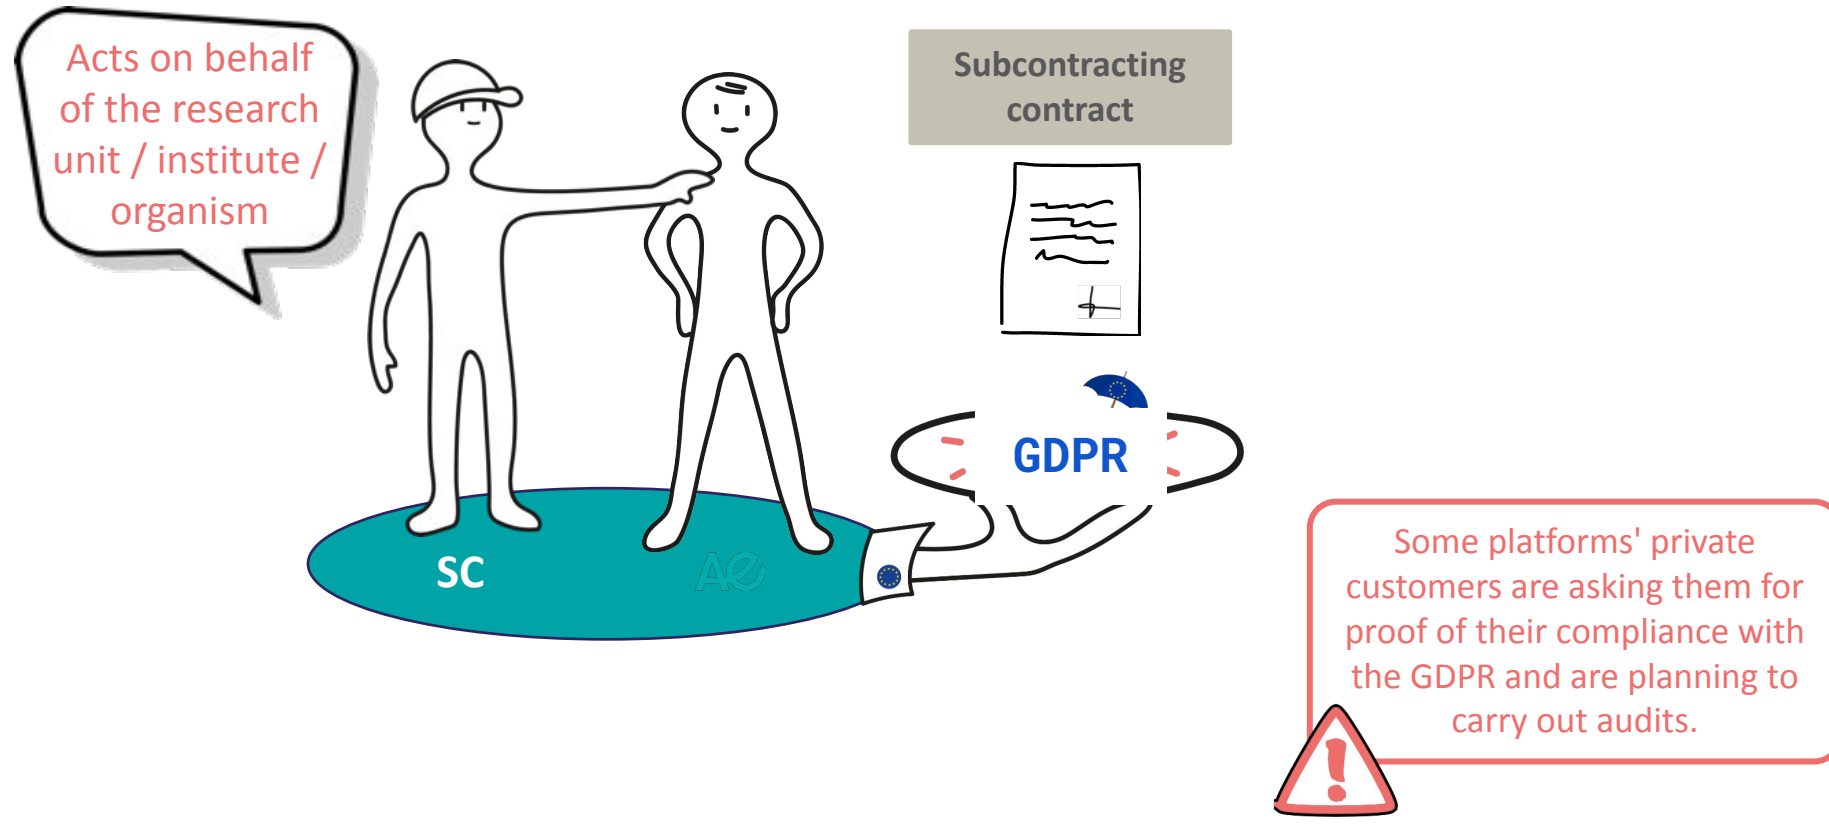 Acts on behalf
of the research
unit / institute /
organism
Subcontracting
contract
GDPR
SC
Ae
Some platforms' private
customers are asking them for
proof of their compliance with
the GDPR and are planning to
carry out audits.